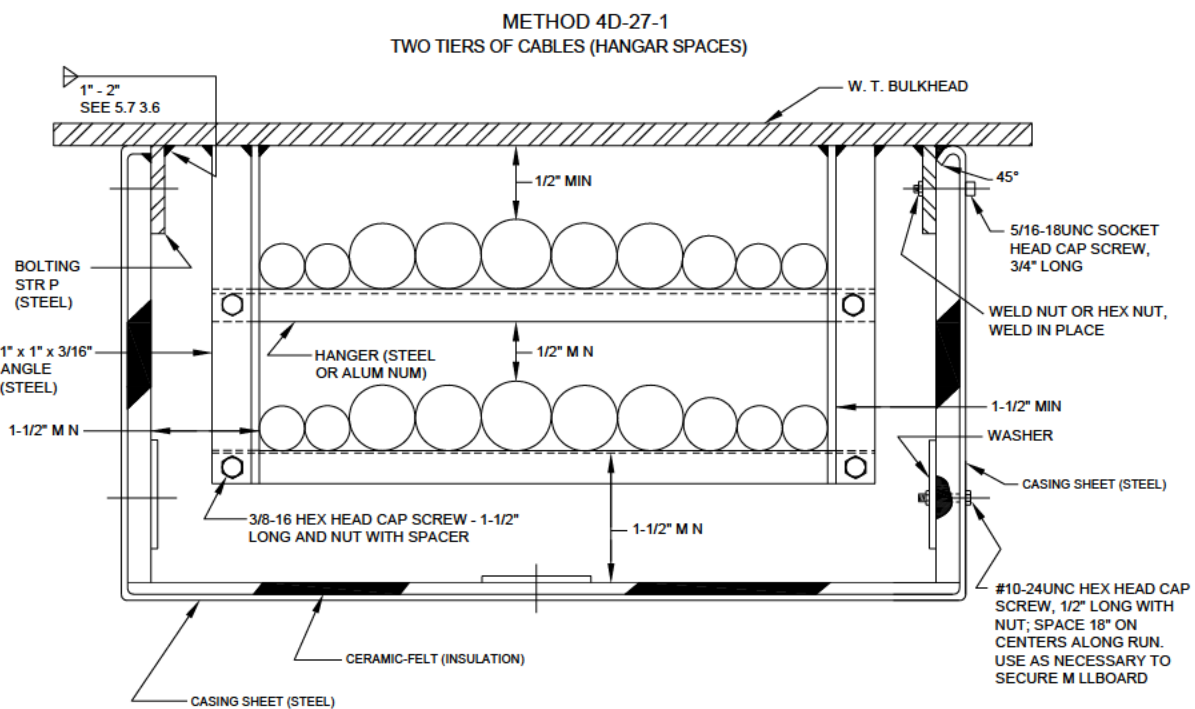 METHOD 4D-27-1
TWO TIERS OF CABLES (HANGAR SPACES)
1" - 2"
SEE 5.7 3.6
W. T. BULKHEAD
1/2" MIN
45°
5/16-18UNC SOCKET
HEAD CAP SCREW,
3/4" LONG
BOLTING
STR P
(STEEL)
WELD NUT OR HEX NUT,
WELD IN PLACE
1" x 1" x 3/16"
ANGLE
(STEEL)
HANGER (STEEL
OR ALUM NUM)
1/2" M N
1-1/2" M N
1-1/2" MIN
WASHER
CASING SHEET (STEEL)
3/8-16 HEX HEAD CAP SCREW - 1-1/2"
LONG AND NUT WITH SPACER
1-1/2" M N
#10-24UNC HEX HEAD CAP
SCREW, 1/2" LONG WITH
NUT; SPACE 18" ON
CENTERS ALONG RUN.
USE AS NECESSARY TO
SECURE M LLBOARD
CERAMIC-FELT (INSULATION)
CASING SHEET (STEEL)